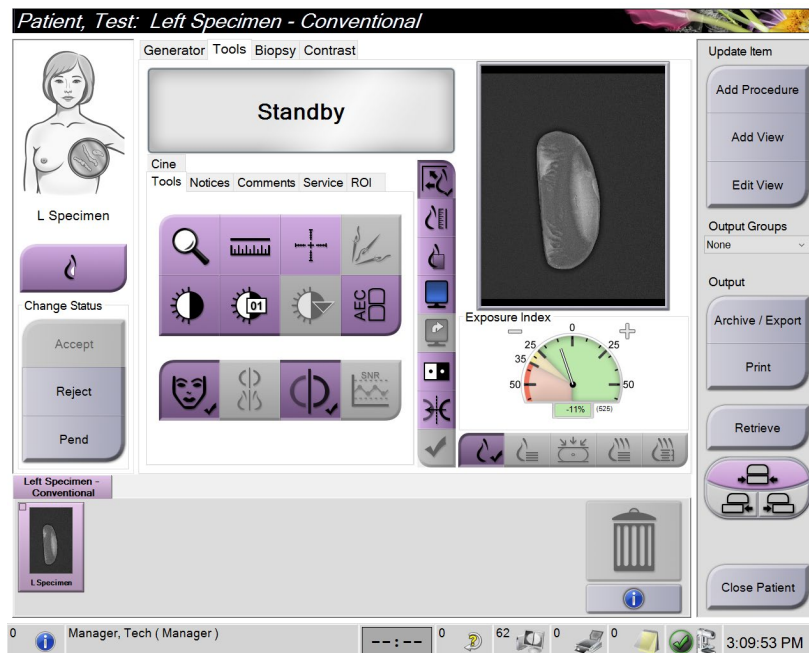 Patient, Test: Left Specimen - Conventional
Generator Tools Biopsy Contrast
Standby
Cine
Tools Notices Comments Service ROI
01
AEC
SNR
L Specimen
Change Status
Accept
Reject
Pend
Exposure Index
0
25 25
35
50 50
-11% (525)
Update Item
Add Procedure
Add View
Edit View
Output Groups
None
Output
Archive / Export
Print
Retrieve
Close Patient
Left Specimen -
Conventional
L Specimen
0 Manager, Tech ( Manager ) --:-- 0 62 0 0 3:09:53 PM